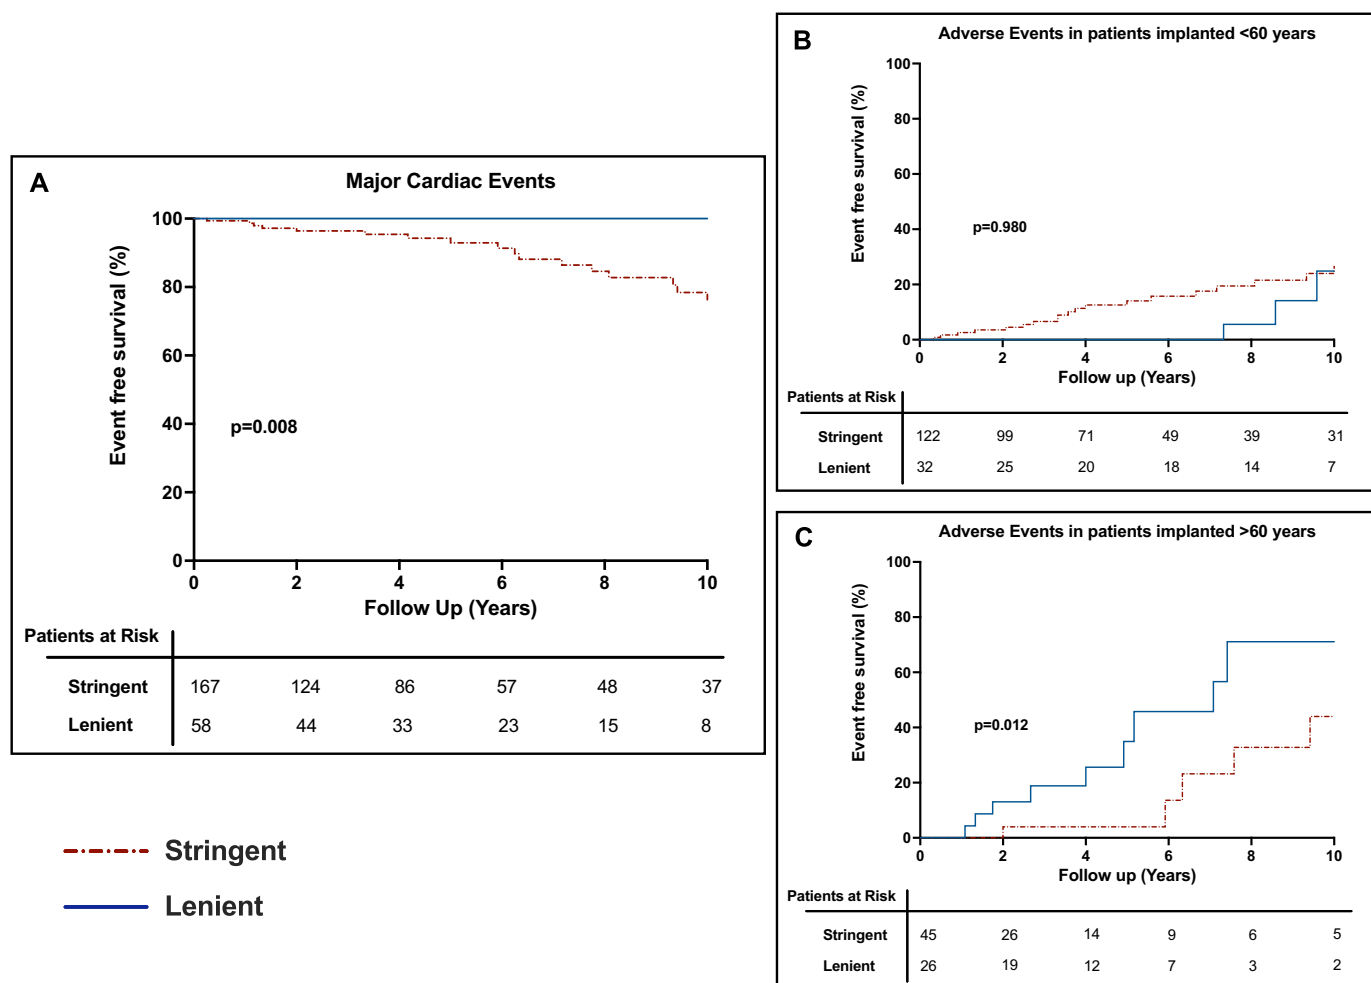 A
Major Cardiac Events
Event free survival (%)
100
80
60
40
20
0
p=0.008
0 2 4 6 8 10
Follow Up (Years)
Patients at Risk
Stringent 167 124 86 57 48 37
Lenient 58 44 33 23 15 8
Stringent
Lenient
B
Adverse Events in patients implanted <60 years
Event free survival (%)
100
80
60
40
20
0
p=0.980
0 2 4 6 8 10
Follow up (Years)
Patients at Risk
Stringent 122 99 71 49 39 31
Lenient 32 25 20 18 14 7
C
Adverse Events in patients implanted >60 years
Event free survival (%)
100
80
60
40
20
0
p=0.012
0 2 4 6 8 10
Follow up (Years)
Patients at Risk
Stringent 45 26 14 9 6 5
Lenient 26 19 12 7 3 2